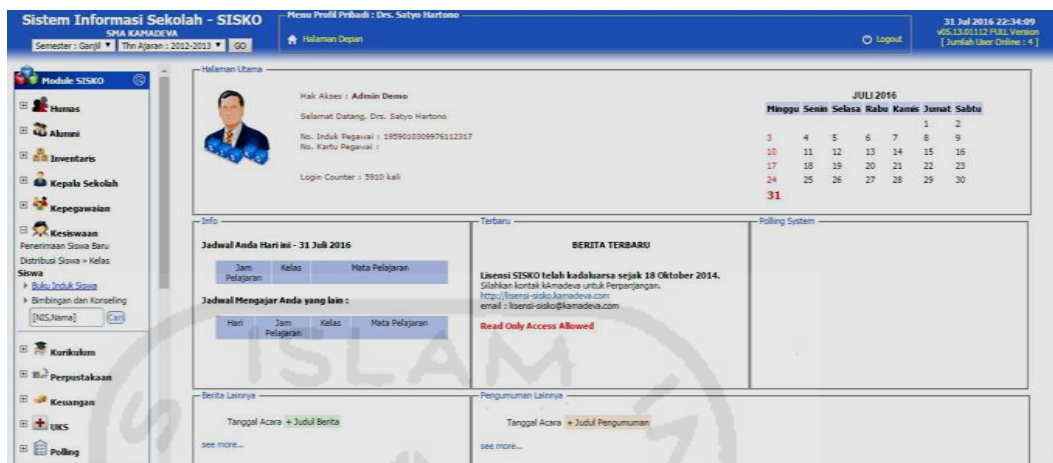 Sistem Informasi Sekolah - SISKO
SMA KAMADEVA
Semester : Ganjil Thn Ajaran : 2012-2013 GO
Menu Profil Pribadi : Drs. Satyo Hartono
Halaman Depan
Logout
31 Jul 2016 22:34:09
v05.13.01112 FULL Version
[ Jumlah User Online : 4 ]
Module SISKO
Humas
Alumni
Inventaris
Kepala Sekolah
Kepegawaian
Kesiswaan
Penerimaan Siswa Baru
Distribusi Siswa » Kelas
Siswa
Buku Induk Siswa
Bimbingan dan Konseling
[NIS,Nama] Cari
Kurikulum
Perpustakaan
Keuangan
UKS
Polling
Halaman Utama
Hak Akses : Admin Demo
Selamat Datang, Drs. Satyo Hartono
No. Induk Pegawai : 1959010309976112317
No. Kartu Pegawai :
Login Counter : 5910 kali
JULI 2016
Minggu Senin Selasa Rabu Kamis Jumat Sabtu
1 2
3 4 5 6 7 8 9
10 11 12 13 14 15 16
17 18 19 20 21 22 23
24 25 26 27 28 29 30
31
Info
Jadwal Anda Hari ini - 31 Juli 2016
Jam Pelajaran Kelas Mata Pelajaran
Jadwal Mengajar Anda yang lain :
Hari Jam Pelajaran Kelas Mata Pelajaran
Terbaru
BERITA TERBARU
Lisensi SISKO telah kadaluarsa sejak 18 Oktober 2014.
Silahkan kontak kAmadeva untuk Perpanjangan.
http://lisensi-sisko.kamadeva.com
email : lisensi-sisko@kamadeva.com
Read Only Access Allowed
Polling System
Berita Lainnya
Tanggal Acara + Judul Berita
see more...
Pengumuman Lainnya
Tanggal Acara + Judul Pengumuman
see more...
ISLAM